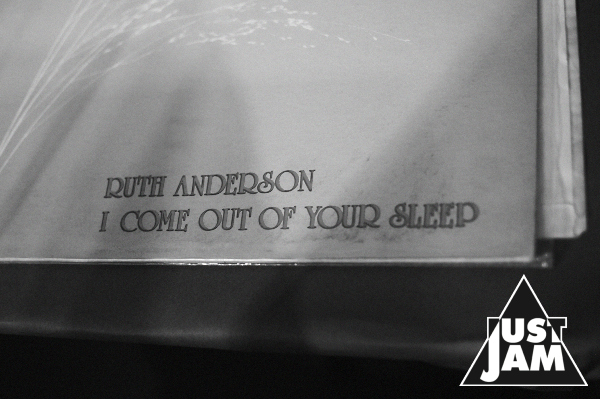 RUTH ANDERSON
I COME OUT OF YOUR SLEEP
JUST
JAM